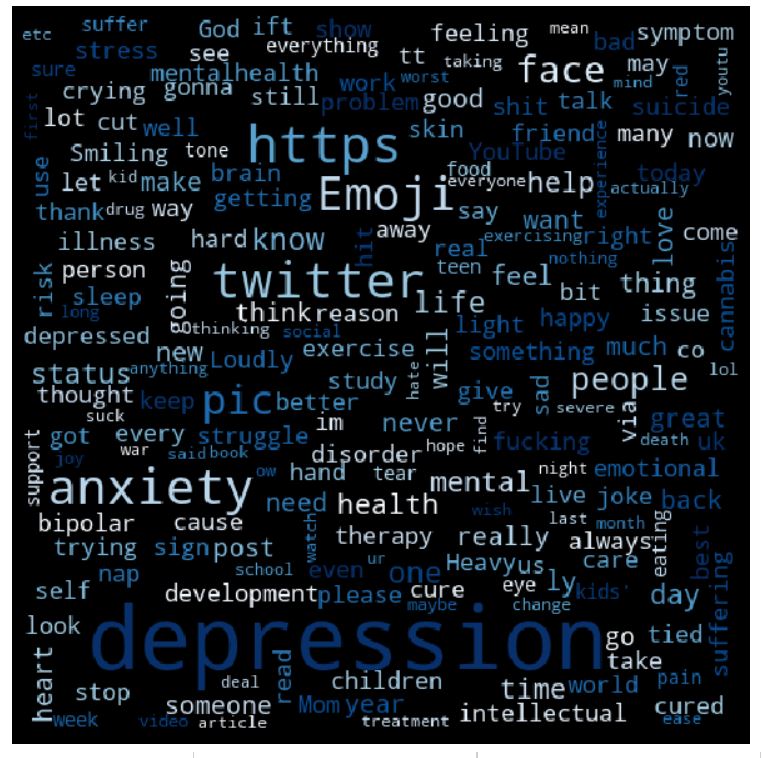 etc suffer God ift show feeling mean bad symptom
stress see everything tt taking face may red youtu
sure mentalhealth work worst mind
first crying gonna still problem good shit talk suicide
lot cut well https skin friend many now
Smiling tone YouTube experience
use let kid make brain Emoji food everyone help today
getting actually
thank drug way say want love come
illness hard know hit away real exercising right
risk person going twitter teen feel nothing thing cannabis
sleep life bit
long think reason light happy issue
depressed thinking social will
new Loudly exercise something much co
status anything study hate give sad people lol
thought keep pic better try severe via great
suck im never find death uk
got every struggle fucking
support joy war said book disorder hope
anxiety ow hand tear mental night emotional
need health wish live joke back
bipolar cause watch last month eating best
trying sign post therapy really always
nap school ur even one Heavy us care suffering
self development please cure eye ly kids day
maybe change
look depression go tied
heart deal read children take pain
stop someone Mom year time world cured
week video article treatment intellectual ease